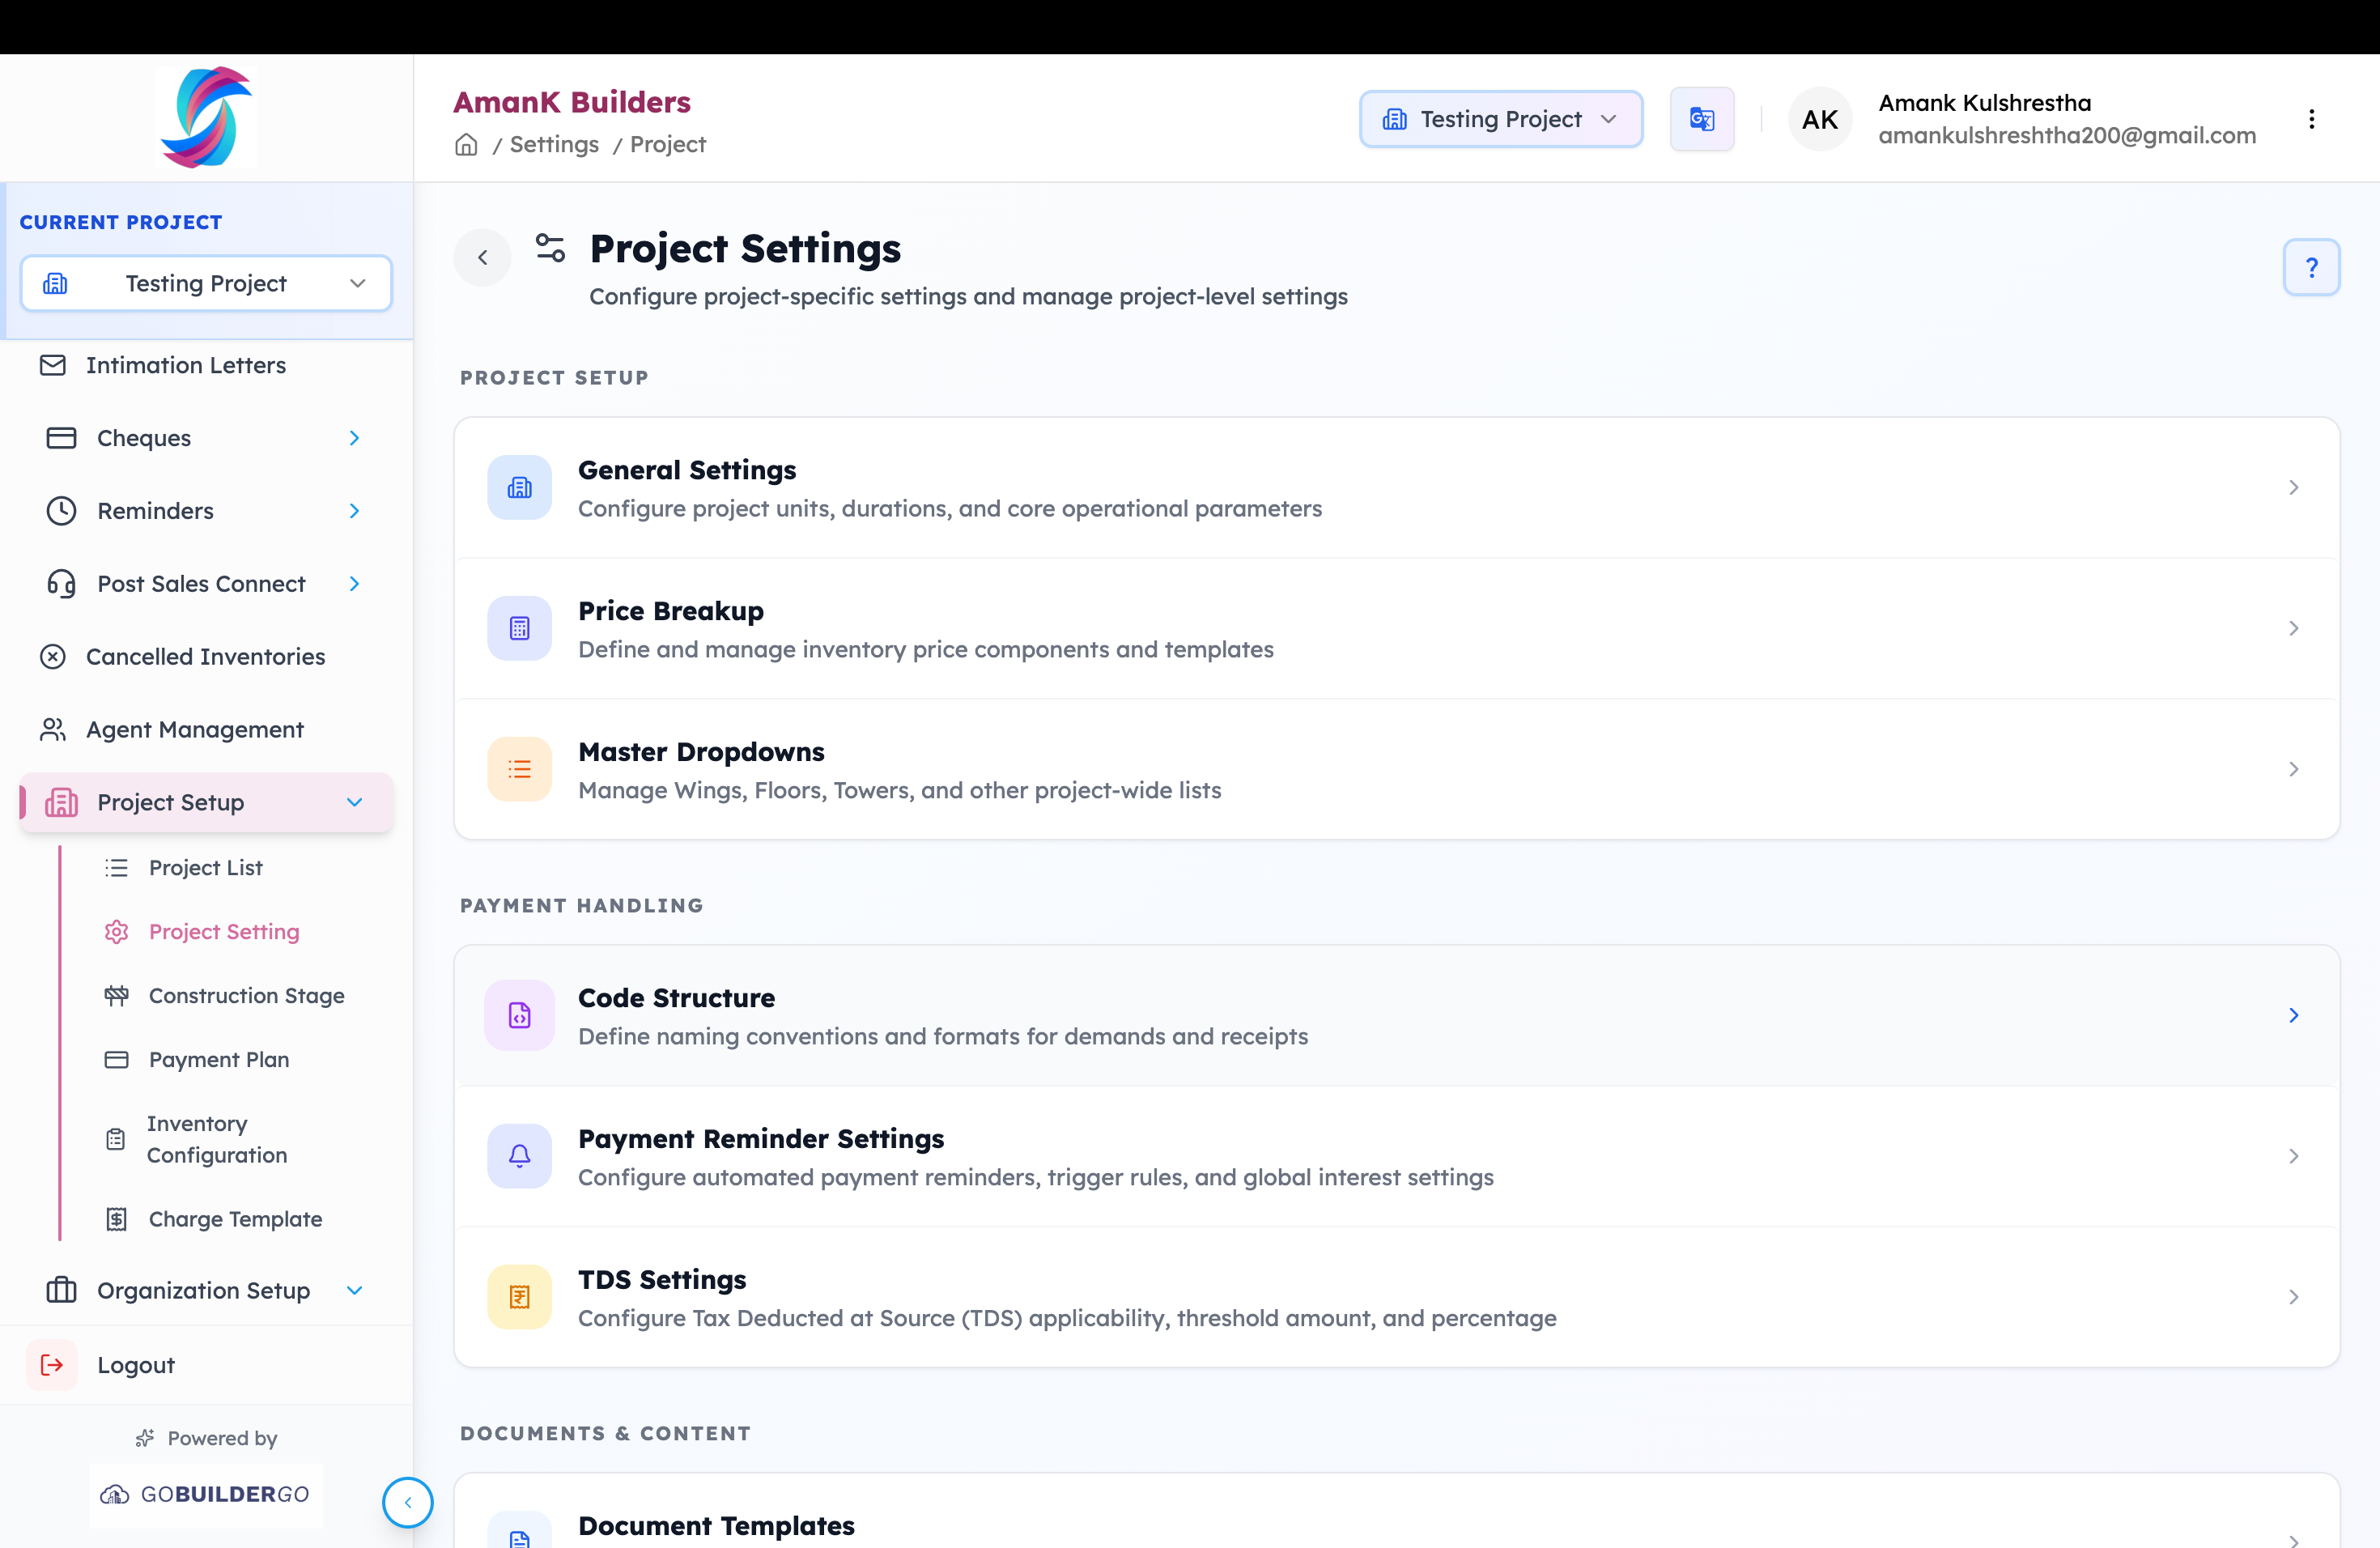 AmanK Builders
/ Settings / Project
Testing Project
AK
Amank Kulshrestha
amankulshreshtha200@gmail.com
CURRENT PROJECT
Testing Project
Intimation Letters
Cheques
Reminders
Post Sales Connect
Cancelled Inventories
Agent Management
Project Setup
Project List
Project Setting
Construction Stage
Payment Plan
Inventory
Configuration
Charge Template
Organization Setup
Logout
Powered by
GOBUILDERGO
Project Settings
Configure project-specific settings and manage project-level settings
?
PROJECT SETUP
General Settings
Configure project units, durations, and core operational parameters
Price Breakup
Define and manage inventory price components and templates
Master Dropdowns
Manage Wings, Floors, Towers, and other project-wide lists
PAYMENT HANDLING
Code Structure
Define naming conventions and formats for demands and receipts
Payment Reminder Settings
Configure automated payment reminders, trigger rules, and global interest settings
TDS Settings
Configure Tax Deducted at Source (TDS) applicability, threshold amount, and percentage
DOCUMENTS & CONTENT
Document Templates